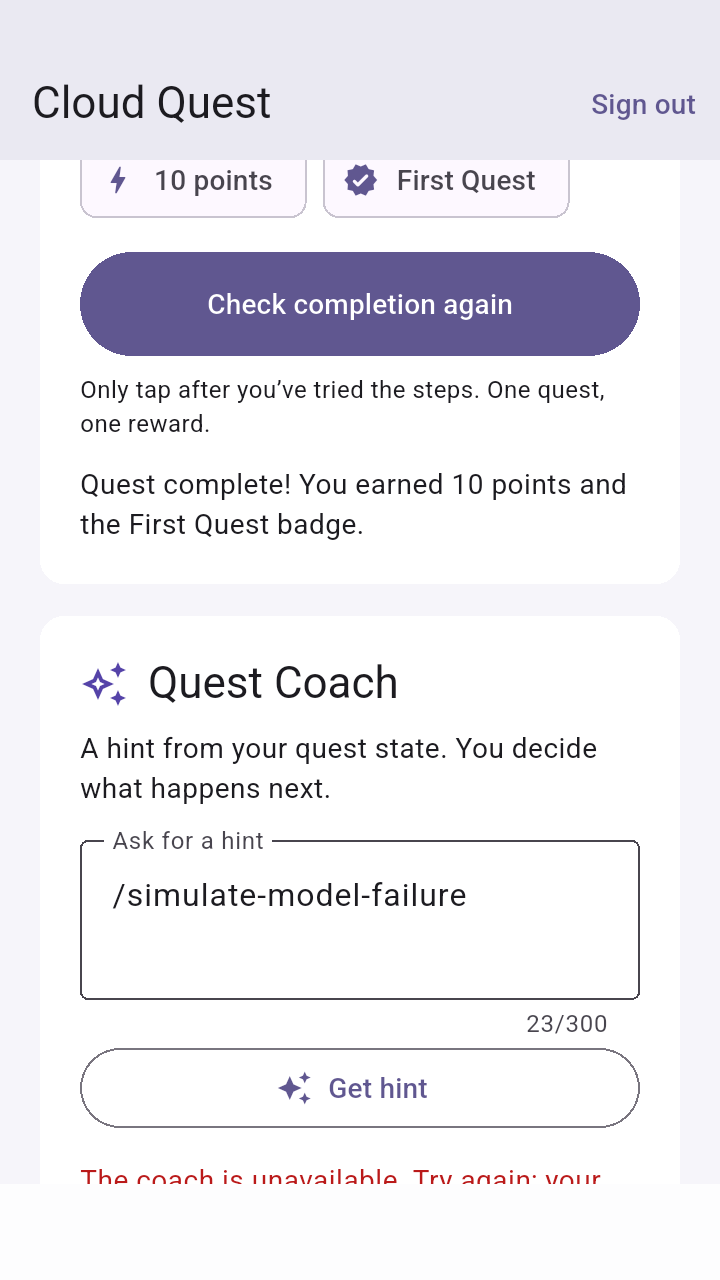 Cloud Quest
Sign out
10 points
First Quest
Check completion again
Only tap after you’ve tried the steps. One quest,
one reward.
Quest complete! You earned 10 points and
the First Quest badge.
Quest Coach
A hint from your quest state. You decide
what happens next.
Ask for a hint
/simulate-model-failure
23/300
Get hint
The coach is unavailable. Try again; your